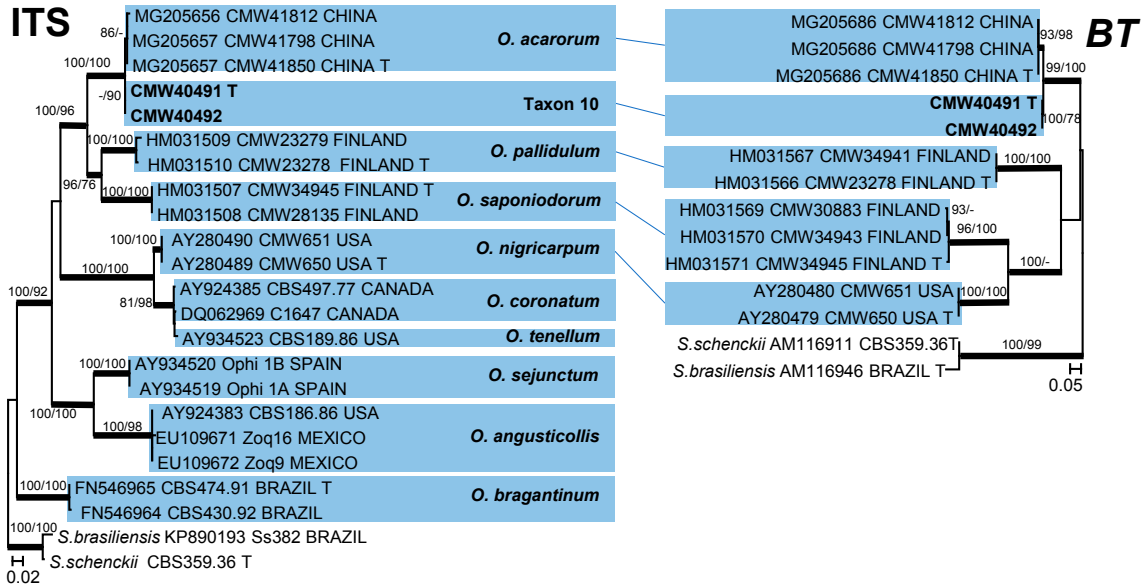 ITS
86/-
MG205656 CMW41812 CHINA
MG205657 CMW41798 CHINA
MG205657 CMW41850 CHINA T
O. acarorum
100/100
-/90
CMW40491 T
CMW40492
Taxon 10
100/96
100/100
HM031509 CMW23279 FINLAND
HM031510 CMW23278 FINLAND T
O. pallidulum
96/76
100/100
HM031507 CMW34945 FINLAND T
HM031508 CMW28135 FINLAND
O. saponiodorum
100/100
AY280490 CMW651 USA
AY280489 CMW650 USA T
O. nigricarpum
100/100
81/98
AY924385 CBS497.77 CANADA
DQ062969 C1647 CANADA
O. coronatum
AY934523 CBS189.86 USA
O. tenellum
100/92
100/100
AY934520 Ophi 1B SPAIN
AY934519 Ophi 1A SPAIN
O. sejunctum
100/100
100/98
AY924383 CBS186.86 USA
EU109671 Zoq16 MEXICO
EU109672 Zoq9 MEXICO
O. angusticollis
100/100
FN546965 CBS474.91 BRAZIL T
FN546964 CBS430.92 BRAZIL
O. bragantinum
100/100
S.brasiliensis KP890193 Ss382 BRAZIL
S.schenckii CBS359.36 T
0.02
BT
MG205686 CMW41812 CHINA
MG205686 CMW41798 CHINA
MG205686 CMW41850 CHINA T
93/98
99/100
CMW40491 T
CMW40492
100/78
HM031567 CMW34941 FINLAND
HM031566 CMW23278 FINLAND T
100/100
HM031569 CMW30883 FINLAND
HM031570 CMW34943 FINLAND
HM031571 CMW34945 FINLAND T
93/-
96/100
100/-
AY280480 CMW651 USA
AY280479 CMW650 USA T
100/100
S.schenckii AM116911 CBS359.36T
S.brasiliensis AM116946 BRAZIL T
100/99
0.05